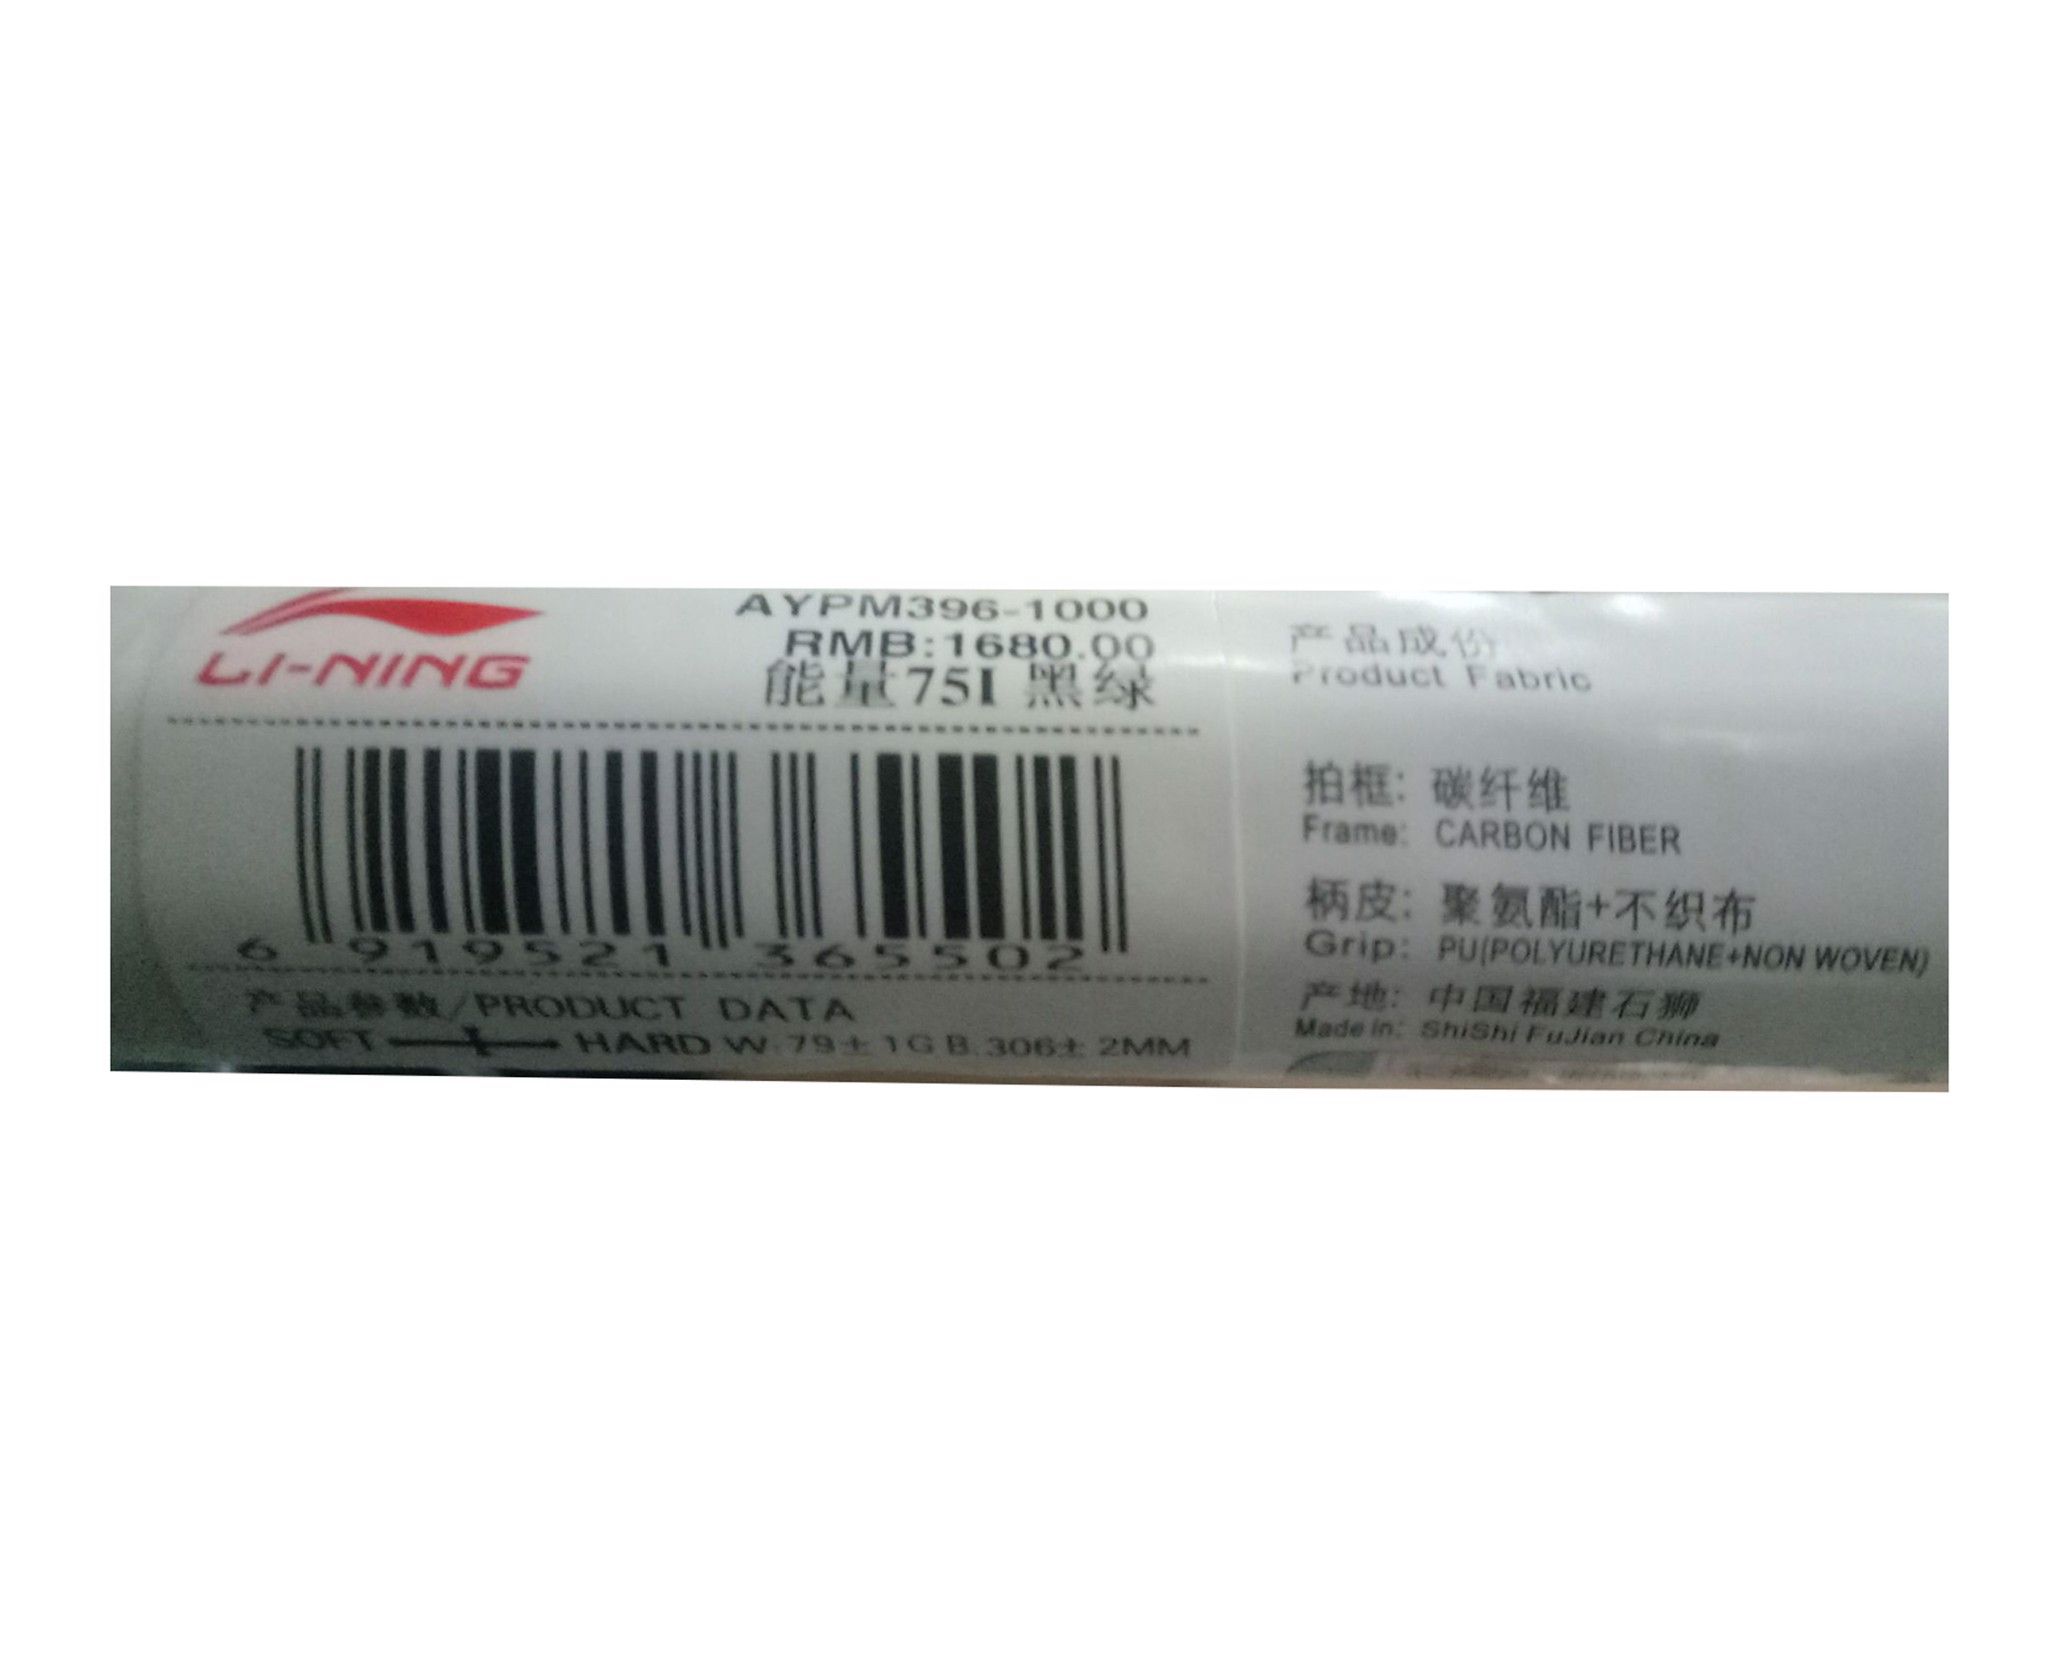 LI-NING
AYPM396-1000
RMB:1680.00
能量75I 黑绿
6 919521 365502
产品参数/PRODUCT DATA
SOFT HARD W:79± 1G B:306± 2MM
产品成份
Product Fabric
拍框: 碳纤维
Frame: CARBON FIBER
柄皮: 聚氨酯+不织布
Grip: PU(POLYURETHANE+NON WOVEN)
产地: 中国福建石狮
Made in: ShiShi FuJian China